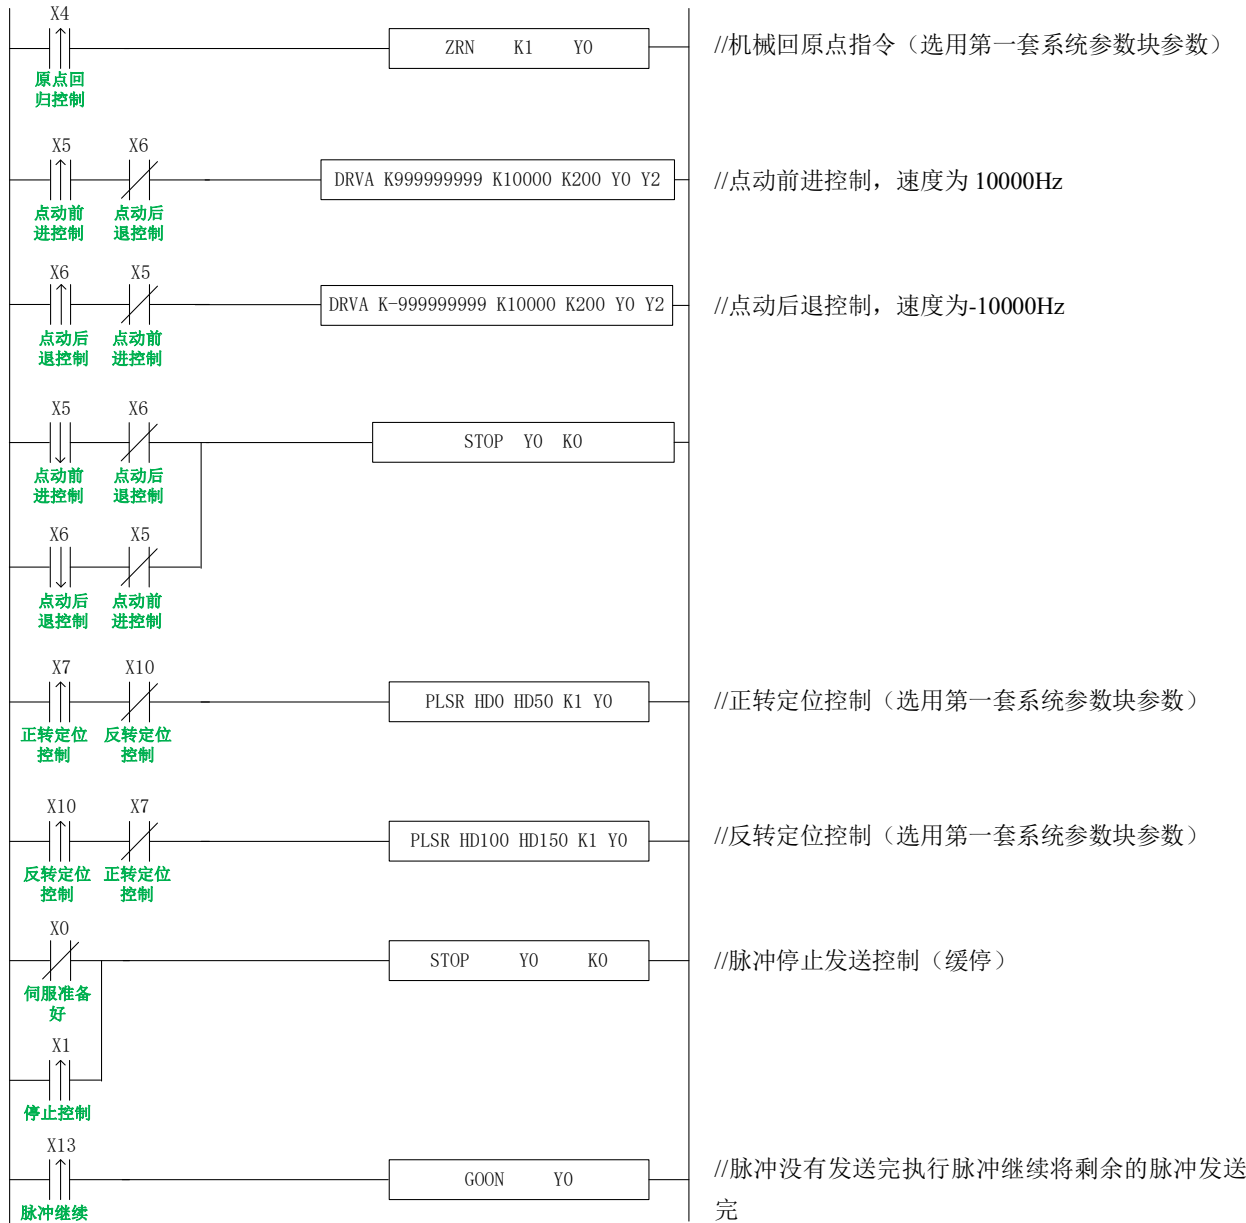 X4
ZRN K1 Y0
//机械回原点指令（选用第一套系统参数块参数）
原点回
归控制
X5 X6
DRVA K999999999 K10000 K200 Y0 Y2
//点动前进控制，速度为 10000Hz
点动前 点动后
进控制 退控制
X6 X5
DRVA K-999999999 K10000 K200 Y0 Y2
//点动后退控制，速度为-10000Hz
点动后 点动前
退控制 进控制
X5 X6
STOP Y0 K0
点动前 点动后
进控制 退控制
X6 X5
点动后 点动前
退控制 进控制
X7 X10
PLSR HD0 HD50 K1 Y0
//正转定位控制（选用第一套系统参数块参数）
正转定位 反转定位
控制 控制
X10 X7
PLSR HD100 HD150 K1 Y0
//反转定位控制（选用第一套系统参数块参数）
反转定位 正转定位
控制 控制
X0
STOP Y0 K0
//脉冲停止发送控制（缓停）
伺服准备
好
X1
停止控制
X13
GOON Y0
//脉冲没有发送完执行脉冲继续将剩余的脉冲发送
完
脉冲继续